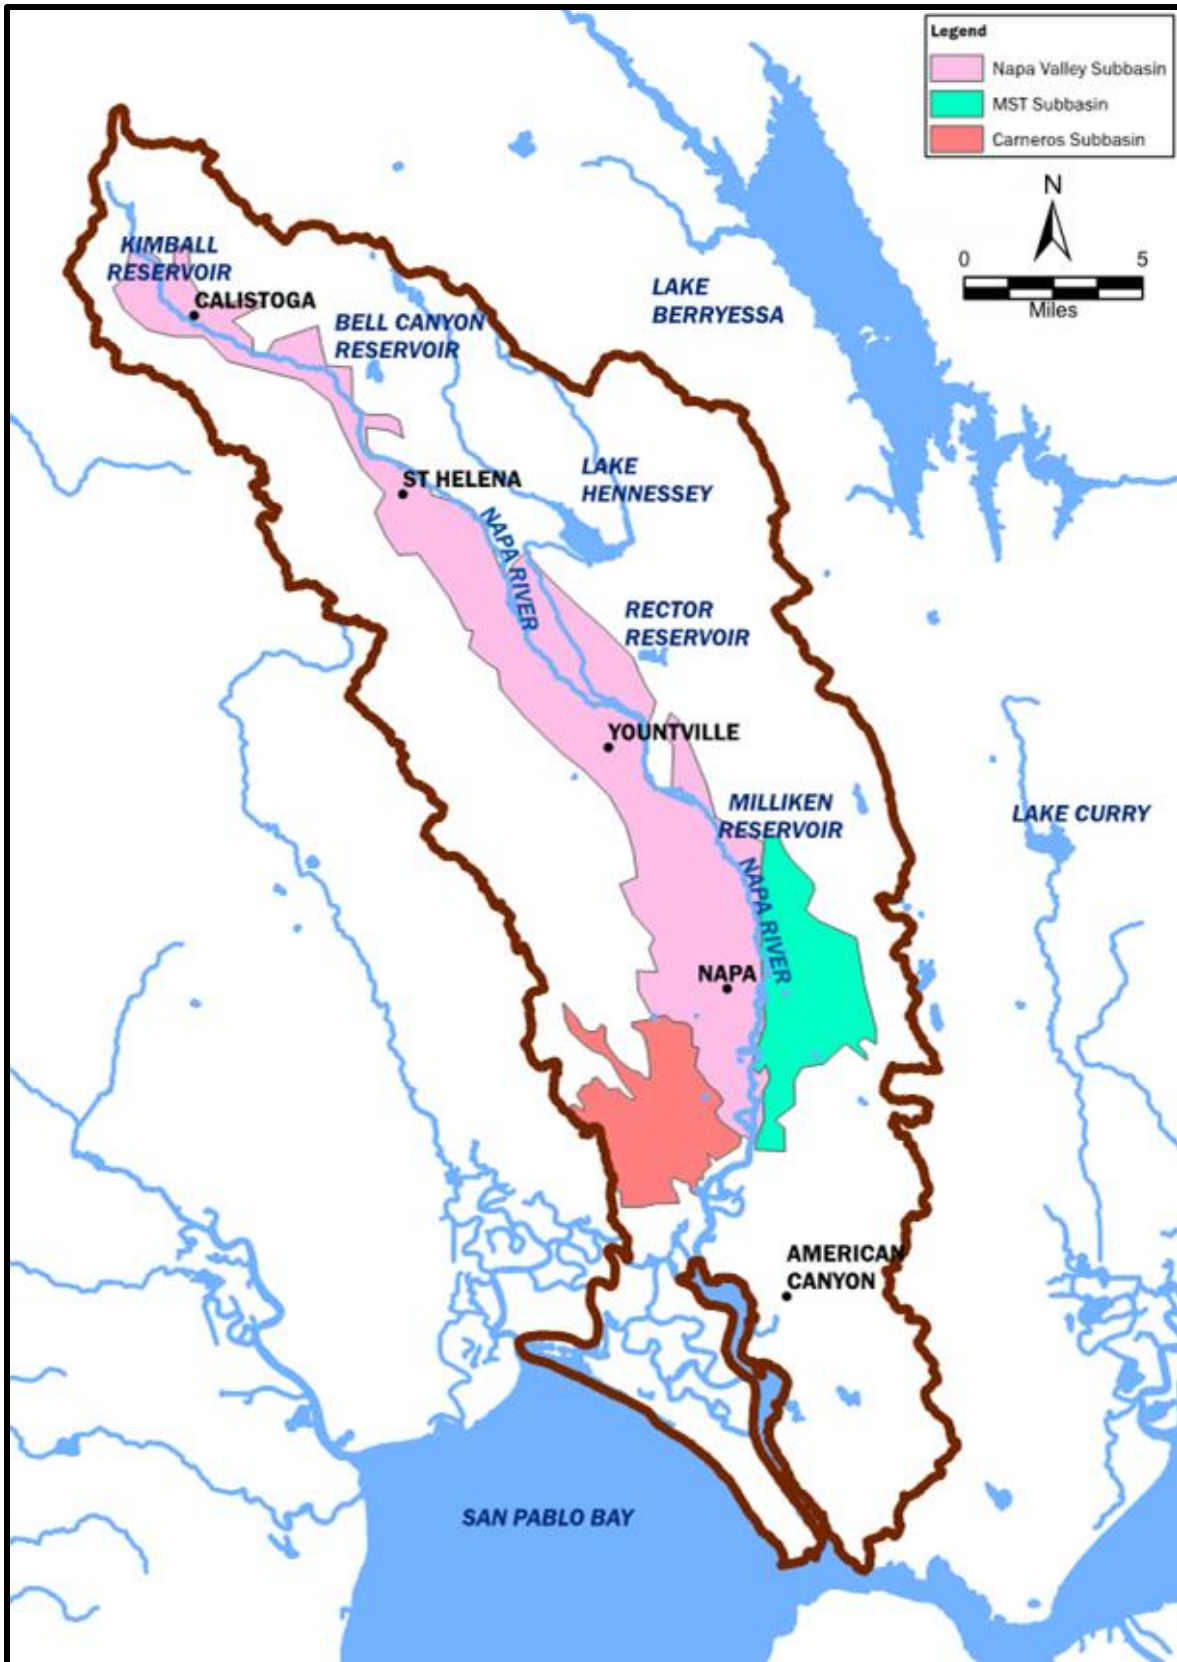 Legend
Napa Valley Subbasin
MST Subbasin
Carneros Subbasin
N
0 5
Miles
KIMBALL
RESERVOIR
CALISTOGA
BELL CANYON
RESERVOIR
LAKE
BERRYESSA
ST HELENA
LAKE
HENNESSEY
NAPA RIVER
RECTOR
RESERVOIR
YOUNTVILLE
MILLIKEN
RESERVOIR
LAKE CURRY
NAPA RIVER
NAPA
AMERICAN
CANYON
SAN PABLO BAY